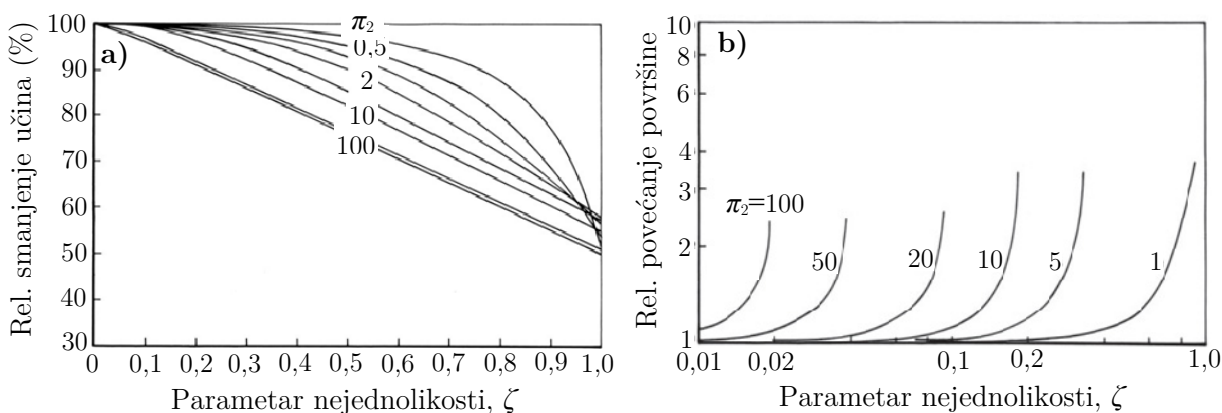 a)
Rel. smanjenje učina (%)
100
90
80
70
60
50
40
30
π₂
0,5
2
10
100
0 0,1 0,2 0,3 0,4 0,5 0,6 0,7 0,8 0,9 1,0
Parametar nejednolikosti, ζ
b)
Rel. povećanje površine
10
8
6
4
3
2
1
π₂=100
50 20 10 5 1
0,01 0,02 0,1 0,2 1,0
Parametar nejednolikosti, ζ